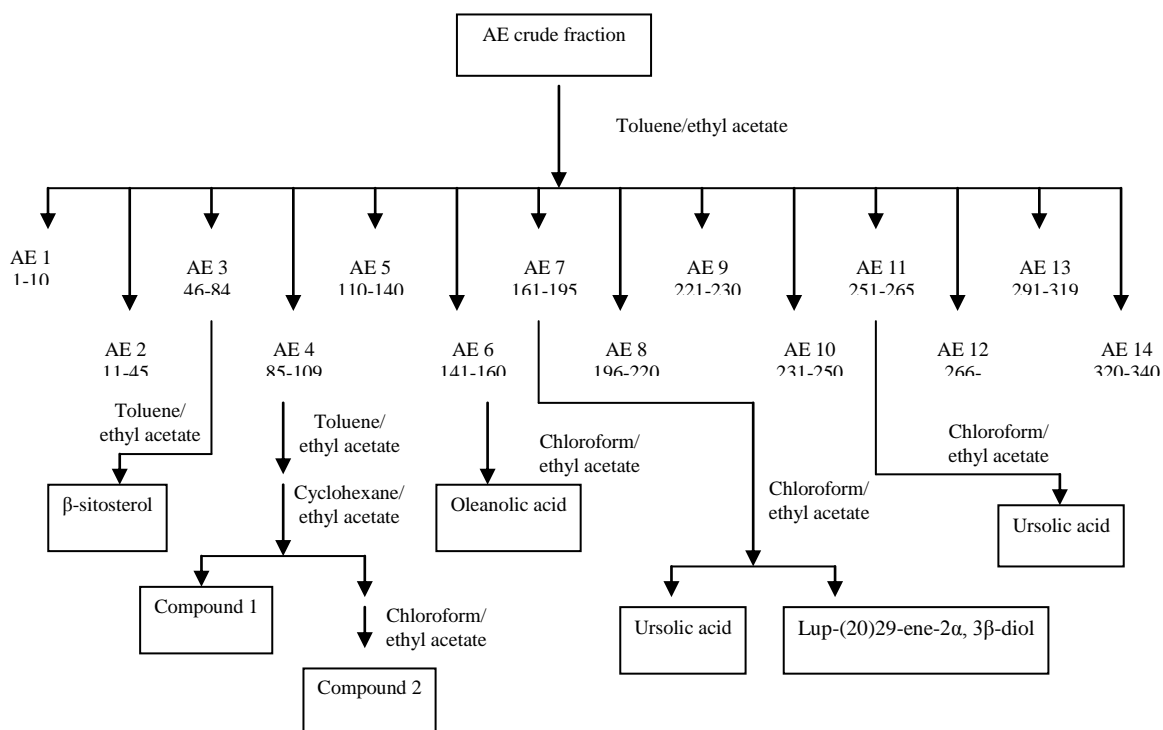 AE crude fraction
Toluene/ethyl acetate
AE 1
1-10
AE 3
46-84
AE 5
110-140
AE 7
161-195
AE 9
221-230
AE 11
251-265
AE 13
291-319
AE 2
11-45
AE 4
85-109
AE 6
141-160
AE 8
196-220
AE 10
231-250
AE 12
266-
AE 14
320-340
Toluene/
ethyl acetate
Toluene/
ethyl acetate
Chloroform/
ethyl acetate
Chloroform/
ethyl acetate
Chloroform/
ethyl acetate
β-sitosterol
Cyclohexane/
ethyl acetate
Oleanolic acid
Ursolic acid
Compound 1
Chloroform/
ethyl acetate
Ursolic acid
Lup-(20)29-ene-2α, 3β-diol
Compound 2